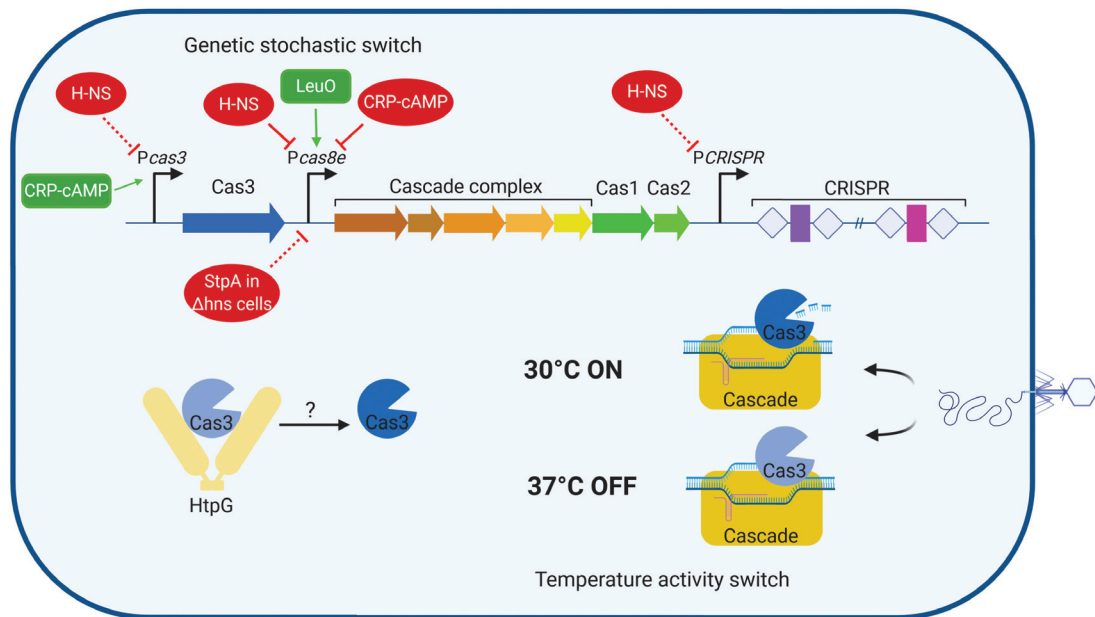 Genetic stochastic switch
H-NS
H-NS
LeuO
CRP-cAMP
H-NS
Pcas3
Pcas8e
PCRISPR
CRP-cAMP
Cas3
Cascade complex
Cas1
Cas2
CRISPR
//
StpA in
Δhns cells
30°C ON
Cas3
Cascade
Cas3
?
Cas3
HtpG
37°C OFF
Cas3
Cascade
Temperature activity switch